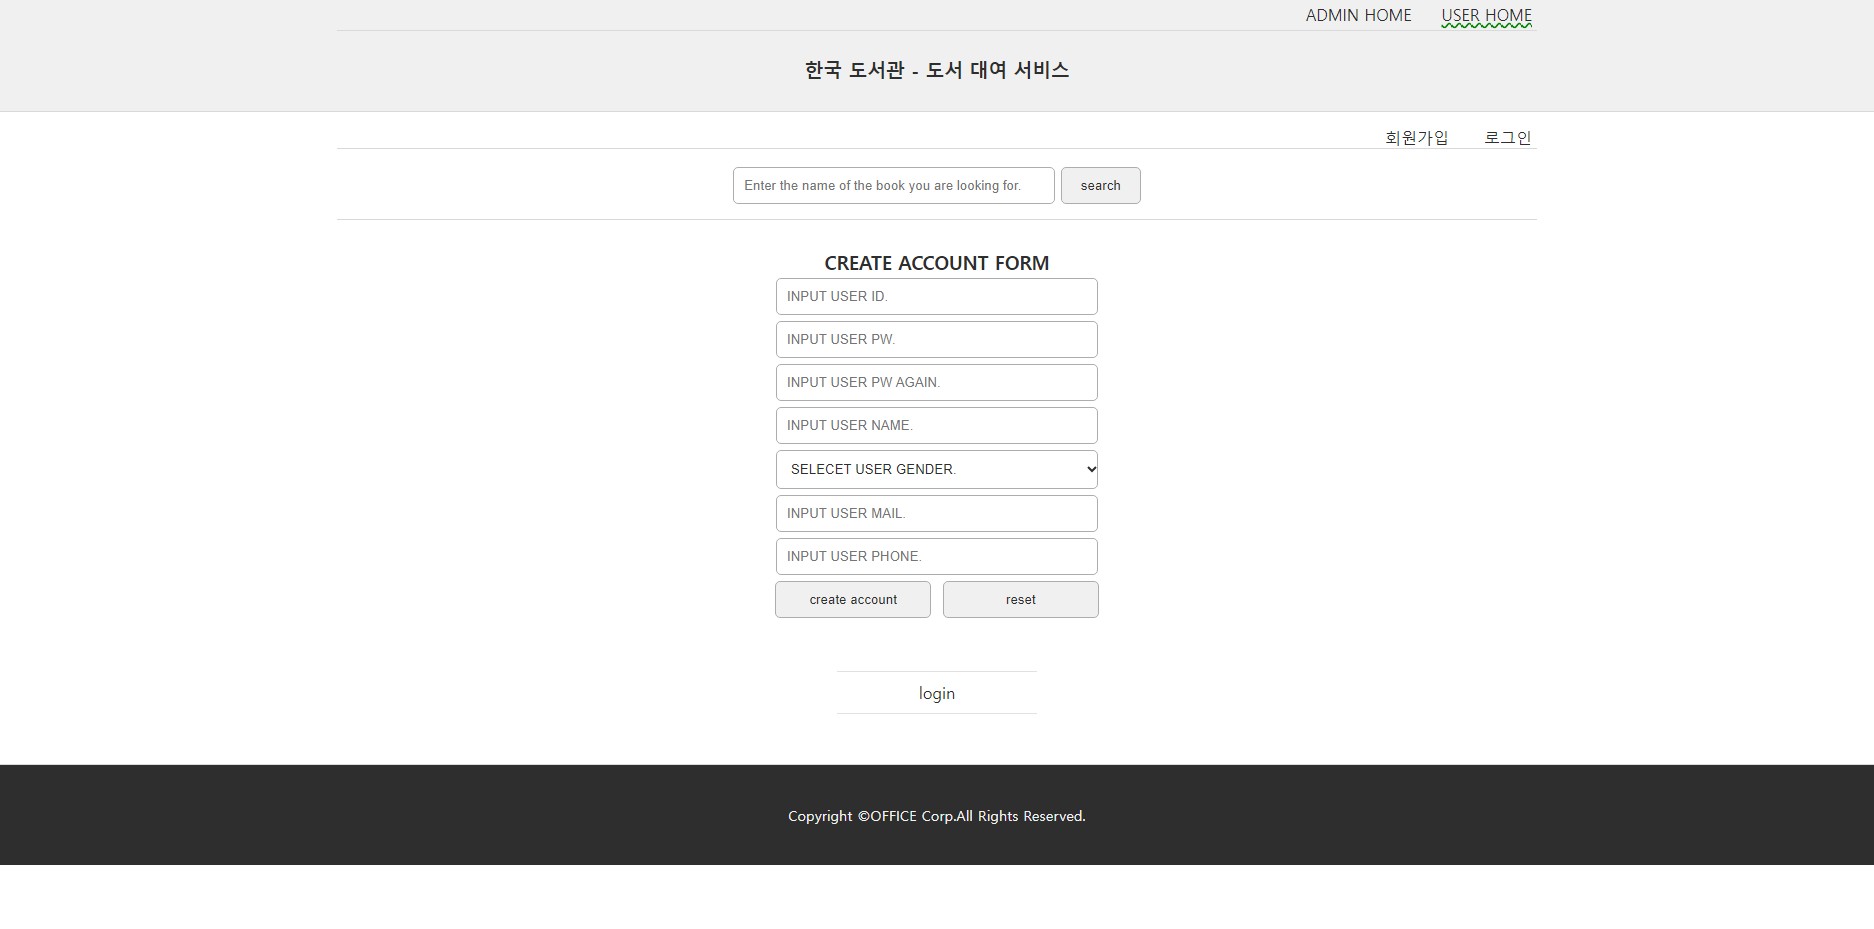 ADMIN HOME USER HOME
한국 도서관 - 도서 대여 서비스
회원가입 로그인
Enter the name of the book you are looking for. search
CREATE ACCOUNT FORM
INPUT USER ID.
INPUT USER PW.
INPUT USER PW AGAIN.
INPUT USER NAME.
SELECET USER GENDER.
INPUT USER MAIL.
INPUT USER PHONE.
create account reset
login
Copyright ©OFFICE Corp.All Rights Reserved.